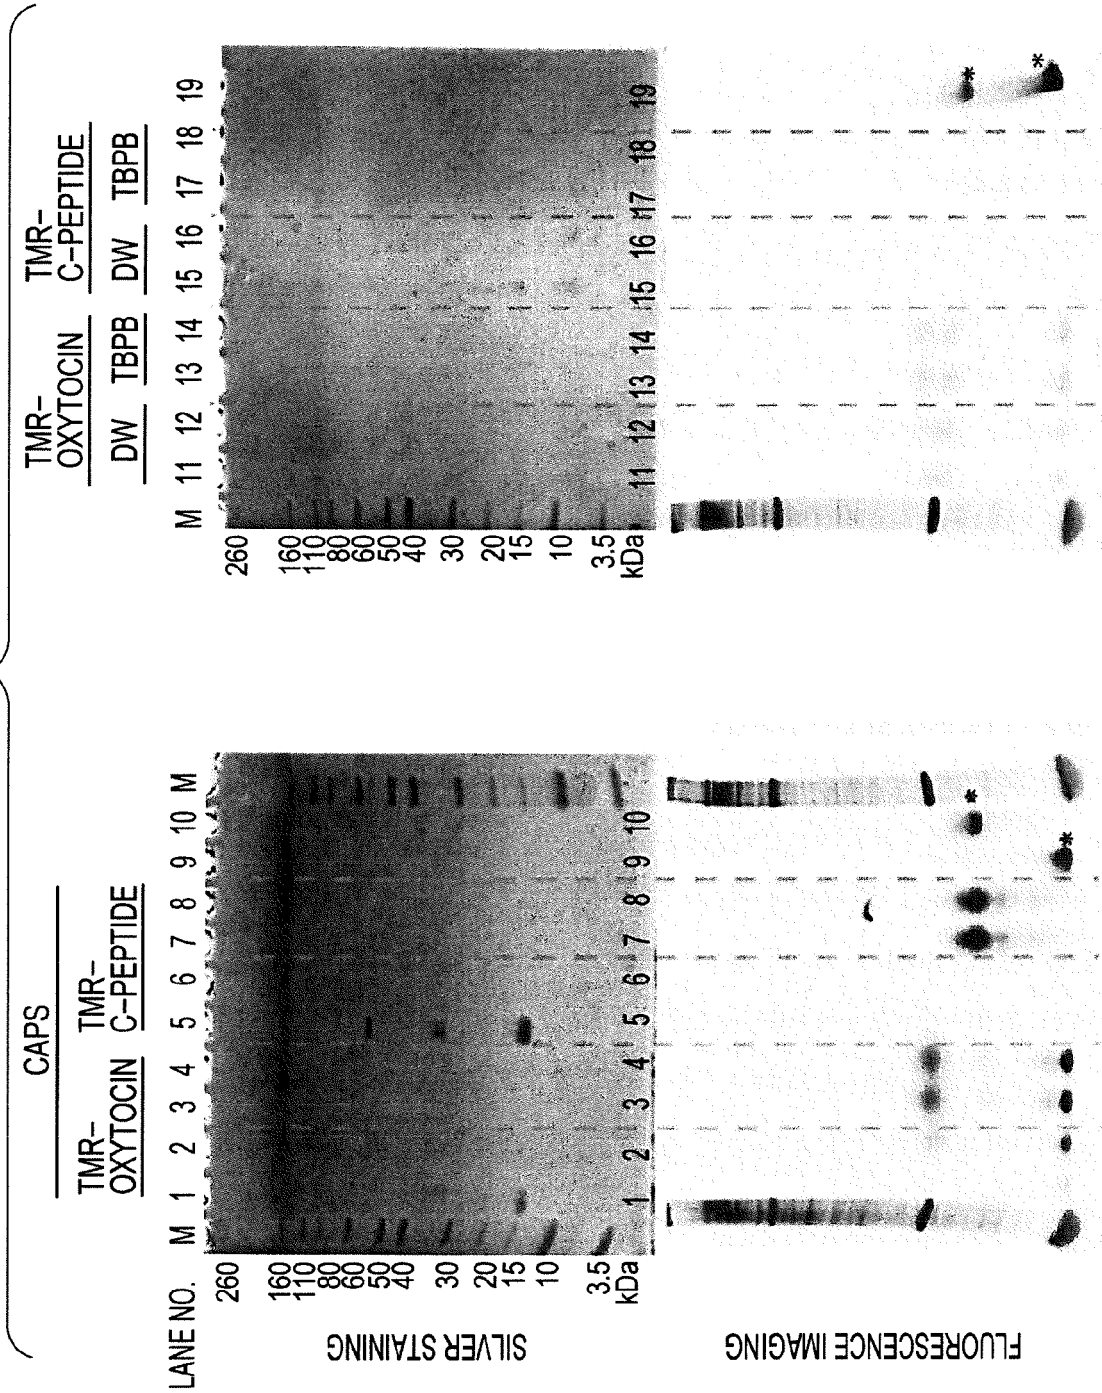 CAPS
TMR-
OXYTOCIN
TMR-
C-PEPTIDE
LANE NO. M 1 2 3 4 5 6 7 8 9 10 M
260
160
110
80
60
50
40
30
20
15
10
3.5
kDa
SILVER STAINING
1 2 3 4 5 6 7 8 9 10
FLUORESCENCE IMAGING
*
*
TMR-
OXYTOCIN
TMR-
C-PEPTIDE
DW TBPB DW TBPB
M 11 12 13 14 15 16 17 18 19
260
160
110
80
60
50
40
30
20
15
10
3.5
kDa
11 12 13 14 15 16 17 18 19
*
*